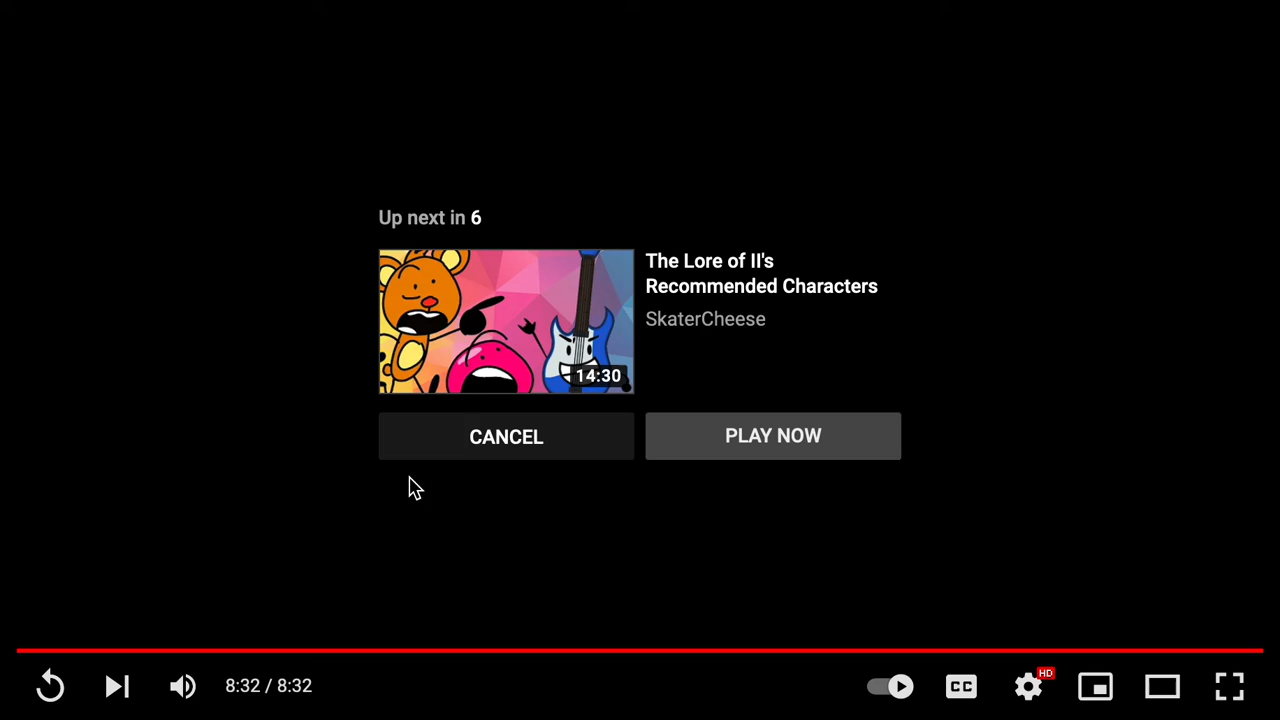 Up next in 6
The Lore of II's
Recommended Characters
SkaterCheese
14:30
CANCEL
PLAY NOW
8:32 / 8:32
CC
HD